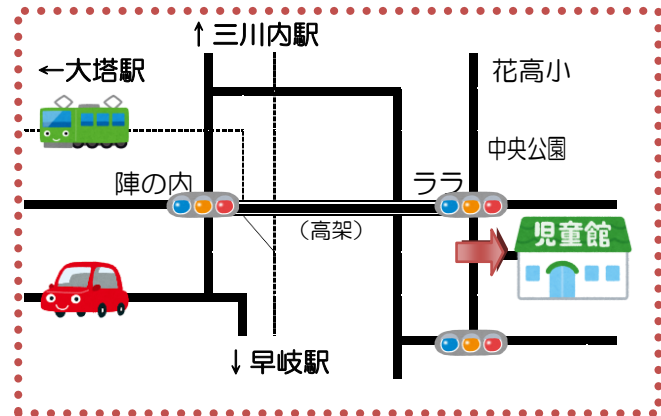 ↑三川内駅
←大塔駅
花高小
中央公園
陣の内
ララ
（高架）
児童館
↓早岐駅